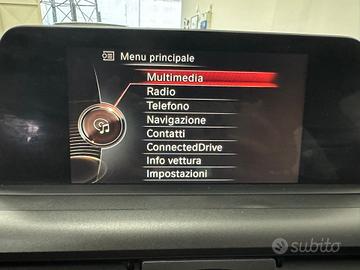 Menu principale
Multimedia
Radio
Telefono
Navigazione
Contatti
ConnectedDrive
Info vettura
Impostazioni
subito